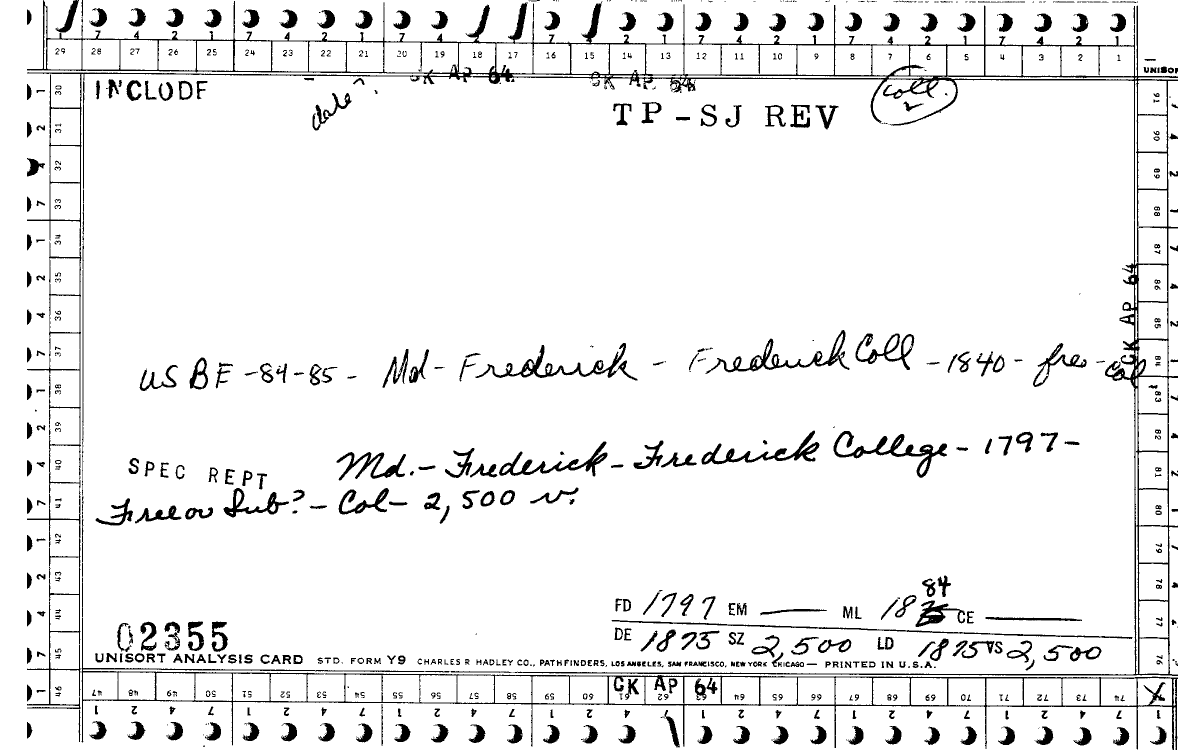 1 7 4 2 1 7 4 2 1 7 4 2 1 7 4 2 1 7 4 2 1 7 4 2 1
29 28 27 26 25 24 23 22 21 20 19 18 17 16 15 14 13 12 11 10 9 8 7 6 5 4 3 2 1
CK AP 64 CK AP 64
INCLUDE date? TP-SJ REV Coll. 2
CK AP 64
US BE -84-85 - Md - Frederick - Frederick Coll - 1840 - free - Col
SPEC REPT Md. - Frederick - Frederick College - 1797 -
Free or Sub? - Col - 2,500 v.
84
FD 1797 EM — ML 18 CE —
02355 DE 1875 SZ 2,500 LD 1875 VS 2,500
UNISORT ANALYSIS CARD STD. FORM Y9 CHARLES R HADLEY CO., PATHFINDERS, LOS ANGELES, SAN FRANCISCO, NEW YORK CHICAGO — PRINTED IN U.S.A.
CK AP 64
30 31 32 33 34 35 36 37 38 39 40 41 42 43 44 45 46
47 48 49 50 51 52 53 54 55 56 57 58 59 60 61 62 63 64 65 66 67 68 69 70 71 72 73 74 75
76 77 78 79 80 81 82 83 84 85 86 87 88 89 90 91